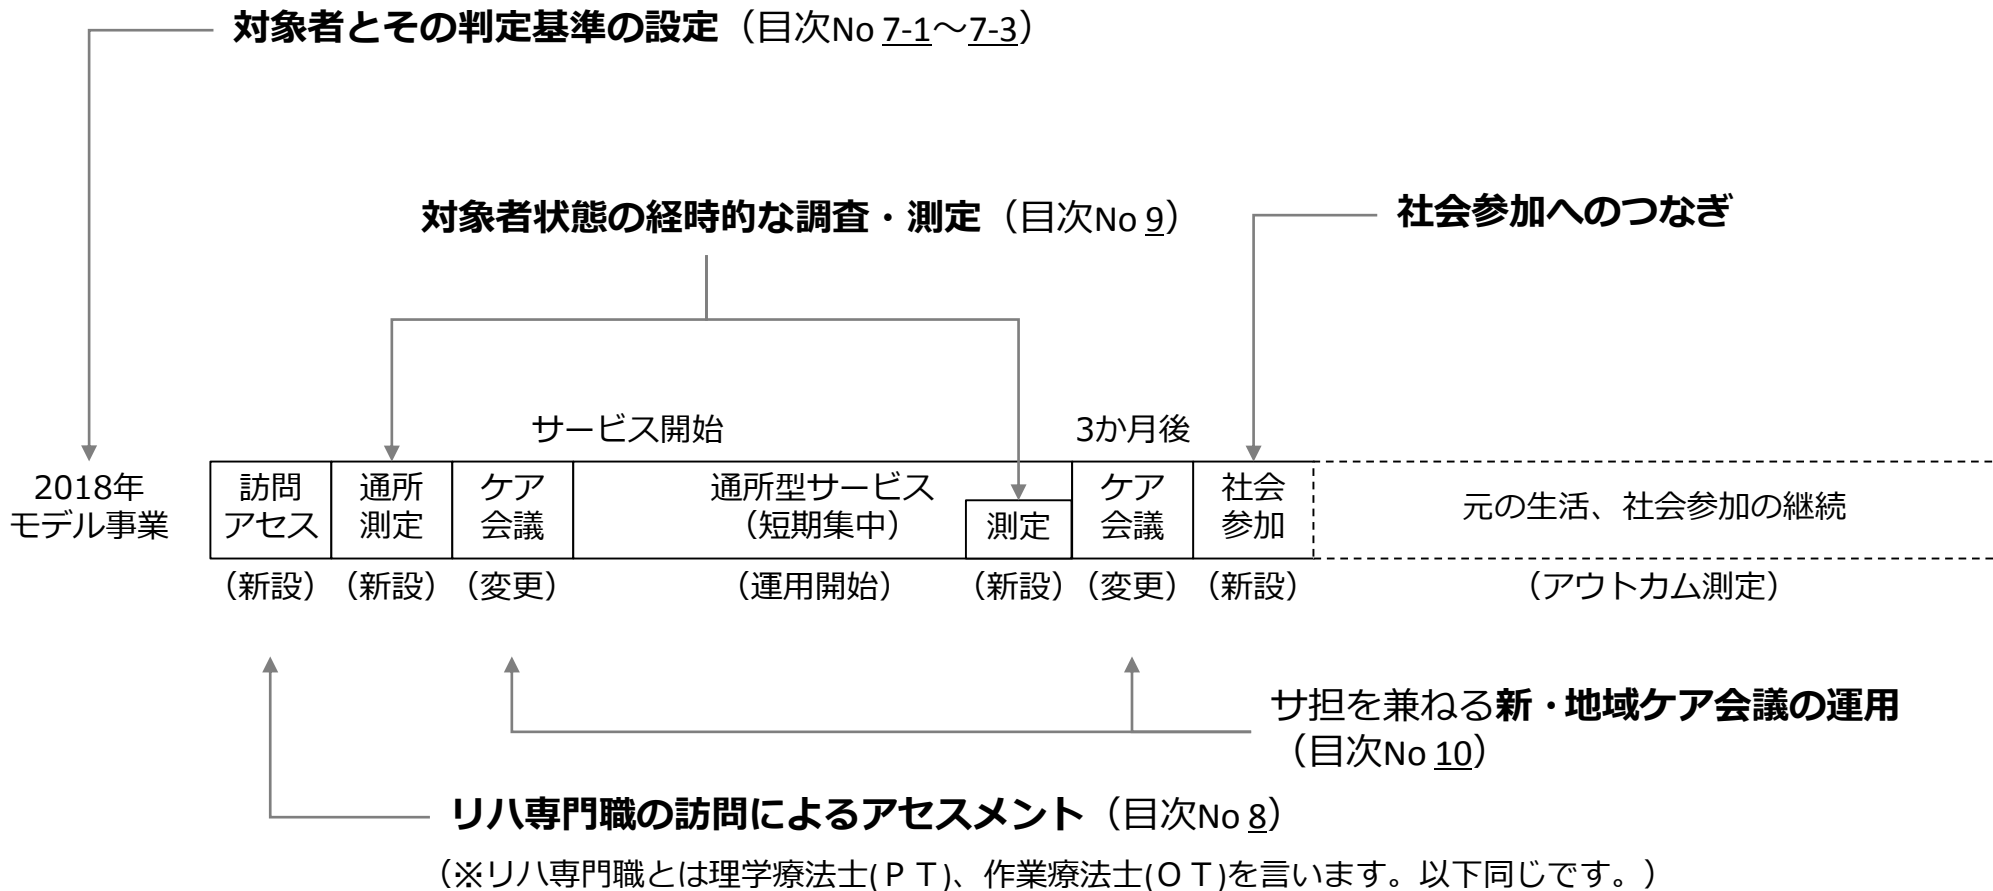 対象者とその判定基準の設定（目次No 7-1～7-3）
対象者状態の経時的な調査・測定（目次No 9）
社会参加へのつなぎ
サービス開始
3か月後
2018年
モデル事業
訪問
アセス
通所
測定
ケア
会議
通所型サービス
（短期集中）
測定
ケア
会議
社会
参加
元の生活、社会参加の継続
（新設）
（新設）
（変更）
（運用開始）
（新設）
（変更）
（新設）
（アウトカム測定）
サ担を兼ねる新・地域ケア会議の運用
（目次No 10）
リハ専門職の訪問によるアセスメント（目次No 8）
（※リハ専門職とは理学療法士(ＰＴ)、作業療法士(ＯＴ)を言います。以下同じです。）